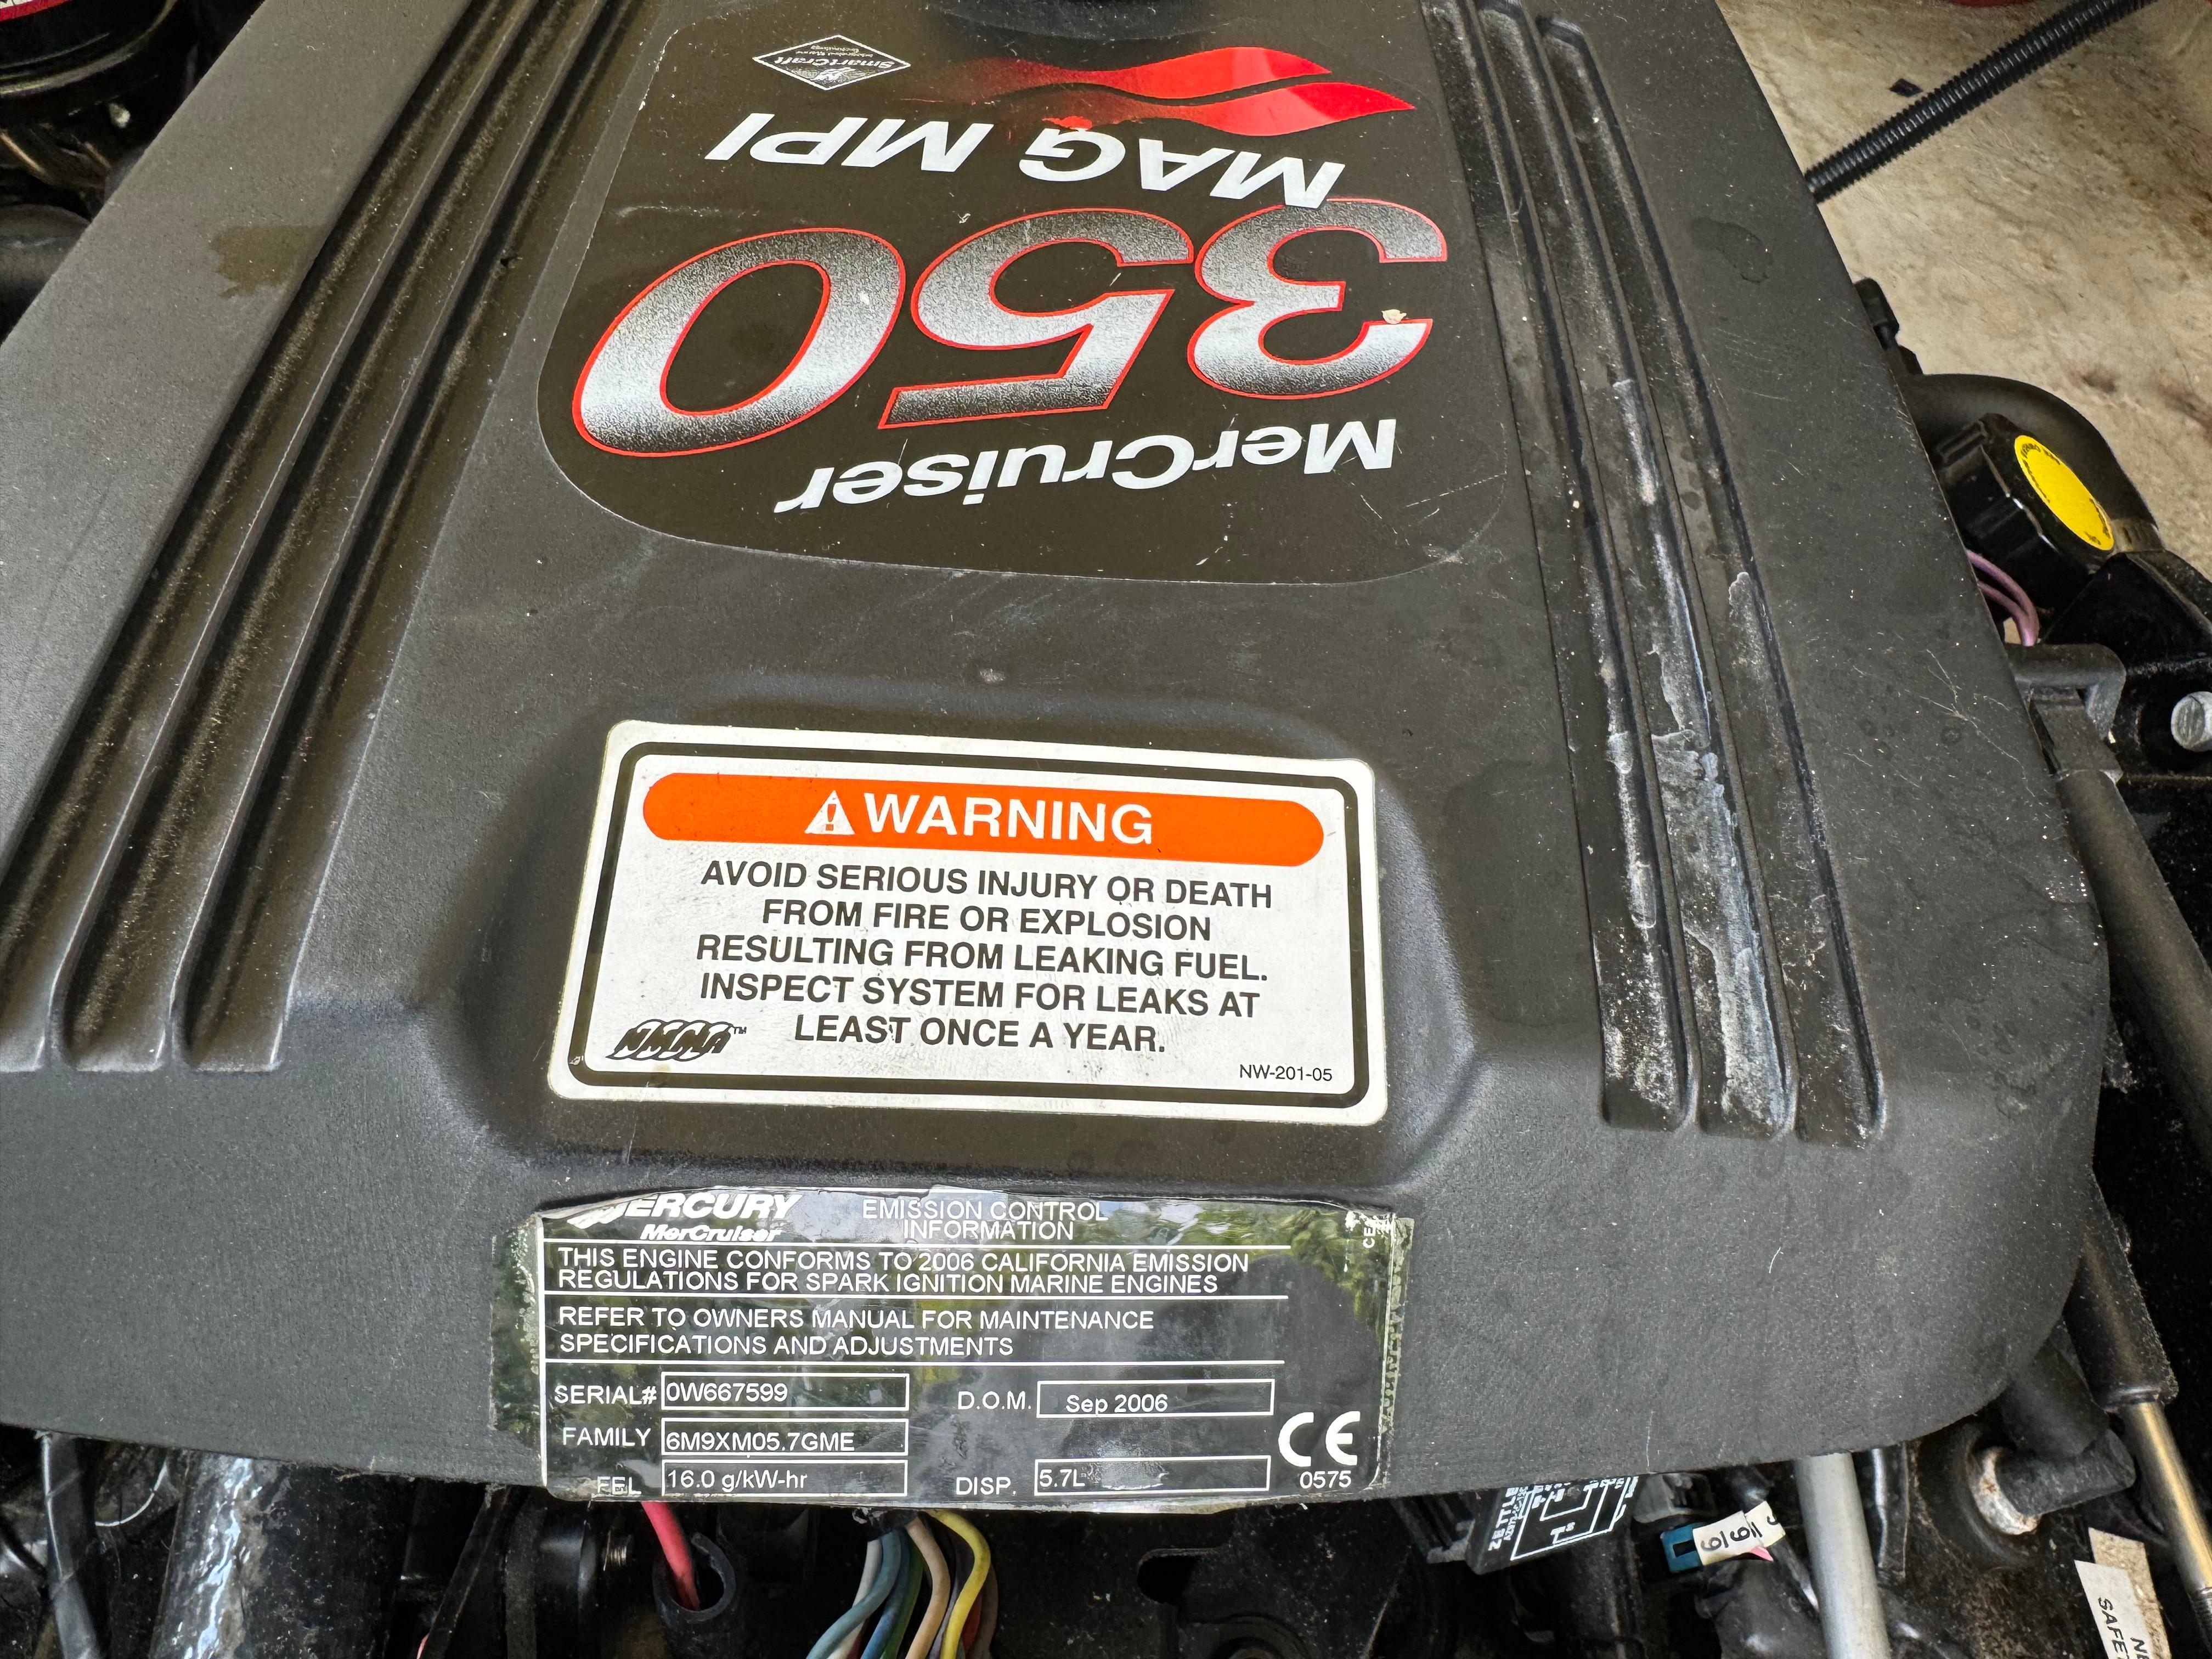 MerCruiser
350
MAG MPI
SmartCraft
WARNING
AVOID SERIOUS INJURY OR DEATH
FROM FIRE OR EXPLOSION
RESULTING FROM LEAKING FUEL.
INSPECT SYSTEM FOR LEAKS AT
LEAST ONCE A YEAR.
NMMA™
NW-201-05
MERCURY
MerCruiser
EMISSION CONTROL
INFORMATION
THIS ENGINE CONFORMS TO 2006 CALIFORNIA EMISSION
REGULATIONS FOR SPARK IGNITION MARINE ENGINES
REFER TO OWNERS MANUAL FOR MAINTENANCE
SPECIFICATIONS AND ADJUSTMENTS
SERIAL# 0W667599
D.O.M. Sep 2006
FAMILY 6M9XM05.7GME
FEL 16.0 g/kW-hr
DISP. 5.7L
CE
0575